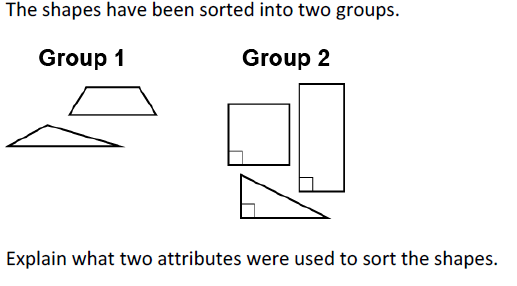 The shapes have been sorted into two groups.
Group 1 Group 2
Explain what two attributes were used to sort the shapes.